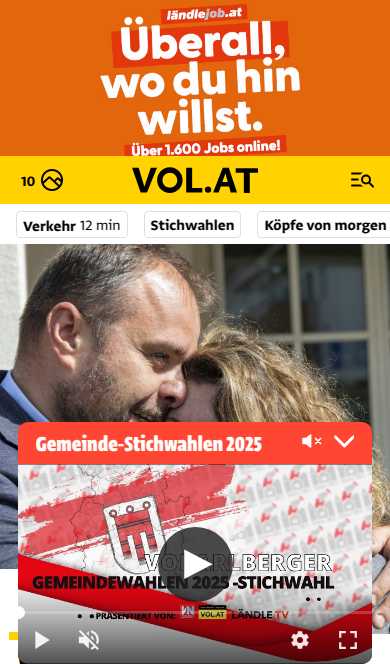 ländlejob.at
Überall,
wo du hin
willst.
Über 1.600 Jobs online!
10
VOL.AT
Verkehr 12 min
Stichwahlen
Köpfe von morgen
Gemeinde-Stichwahlen 2025
VORARLBERGER
GEMEINDEWAHLEN 2025 -STICHWAHL
PRÄSENTIERT VON: VN VOL.AT LÄNDLE TV